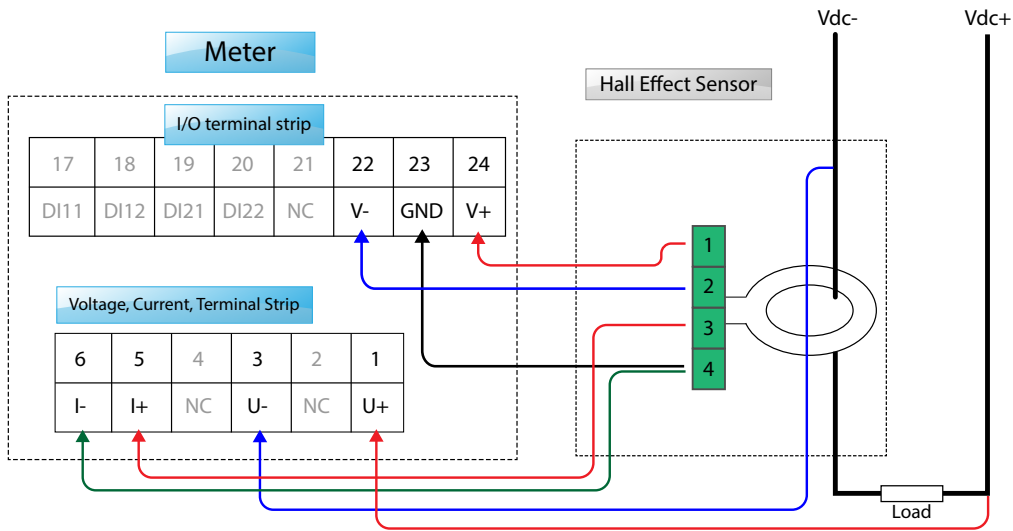 Vdc- Vdc+
Meter
Hall Effect Sensor
I/O terminal strip
17 18 19 20 21 22 23 24
DI11 DI12 DI21 DI22 NC V- GND V+
1
2
3
4
Voltage, Current, Terminal Strip
6 5 4 3 2 1
I- I+ NC U- NC U+
Load